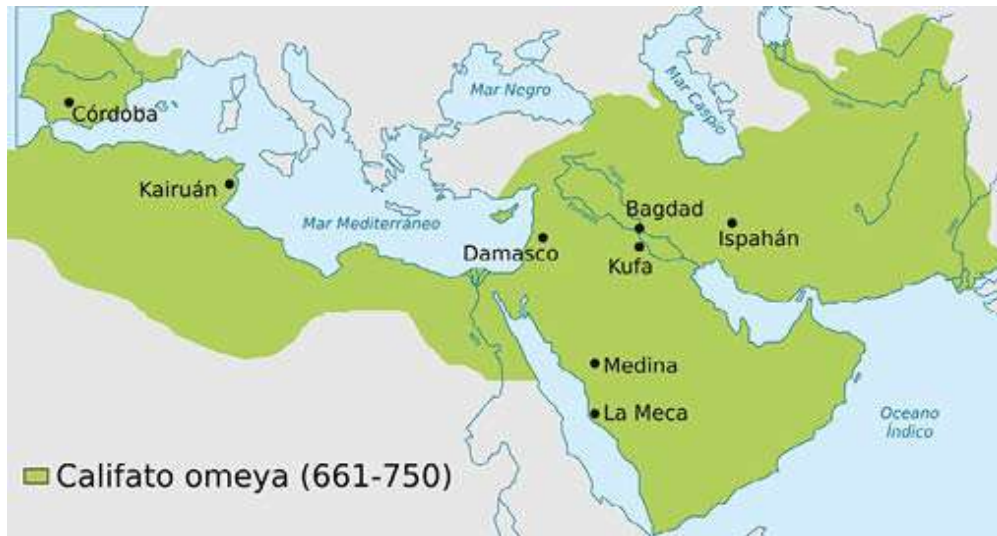 Mar Negro
Mar Caspio
Córdoba
Kairuán
Mar Mediterráneo
Damasco
Bagdad
Kufa
Ispahán
Medina
La Meca
Oceano
Índico
Califato omeya (661-750)